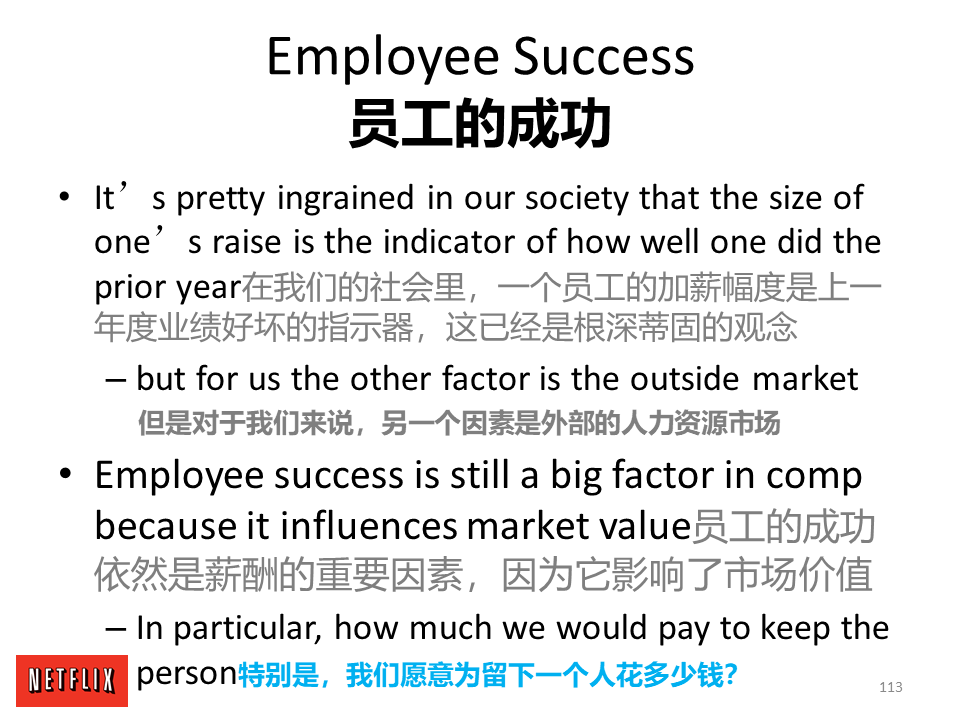 Employee Success
员工的成功
• It’s pretty ingrained in our society that the size of
one’s raise is the indicator of how well one did the
prior year在我们的社会里，一个员工的加薪幅度是上一
年度业绩好坏的指示器，这已经是根深蒂固的观念
– but for us the other factor is the outside market
但是对于我们来说，另一个因素是外部的人力资源市场
• Employee success is still a big factor in comp
because it influences market value员工的成功
依然是薪酬的重要因素，因为它影响了市场价值
– In particular, how much we would pay to keep the
person特别是，我们愿意为留下一个人花多少钱？
NETFLIX
113